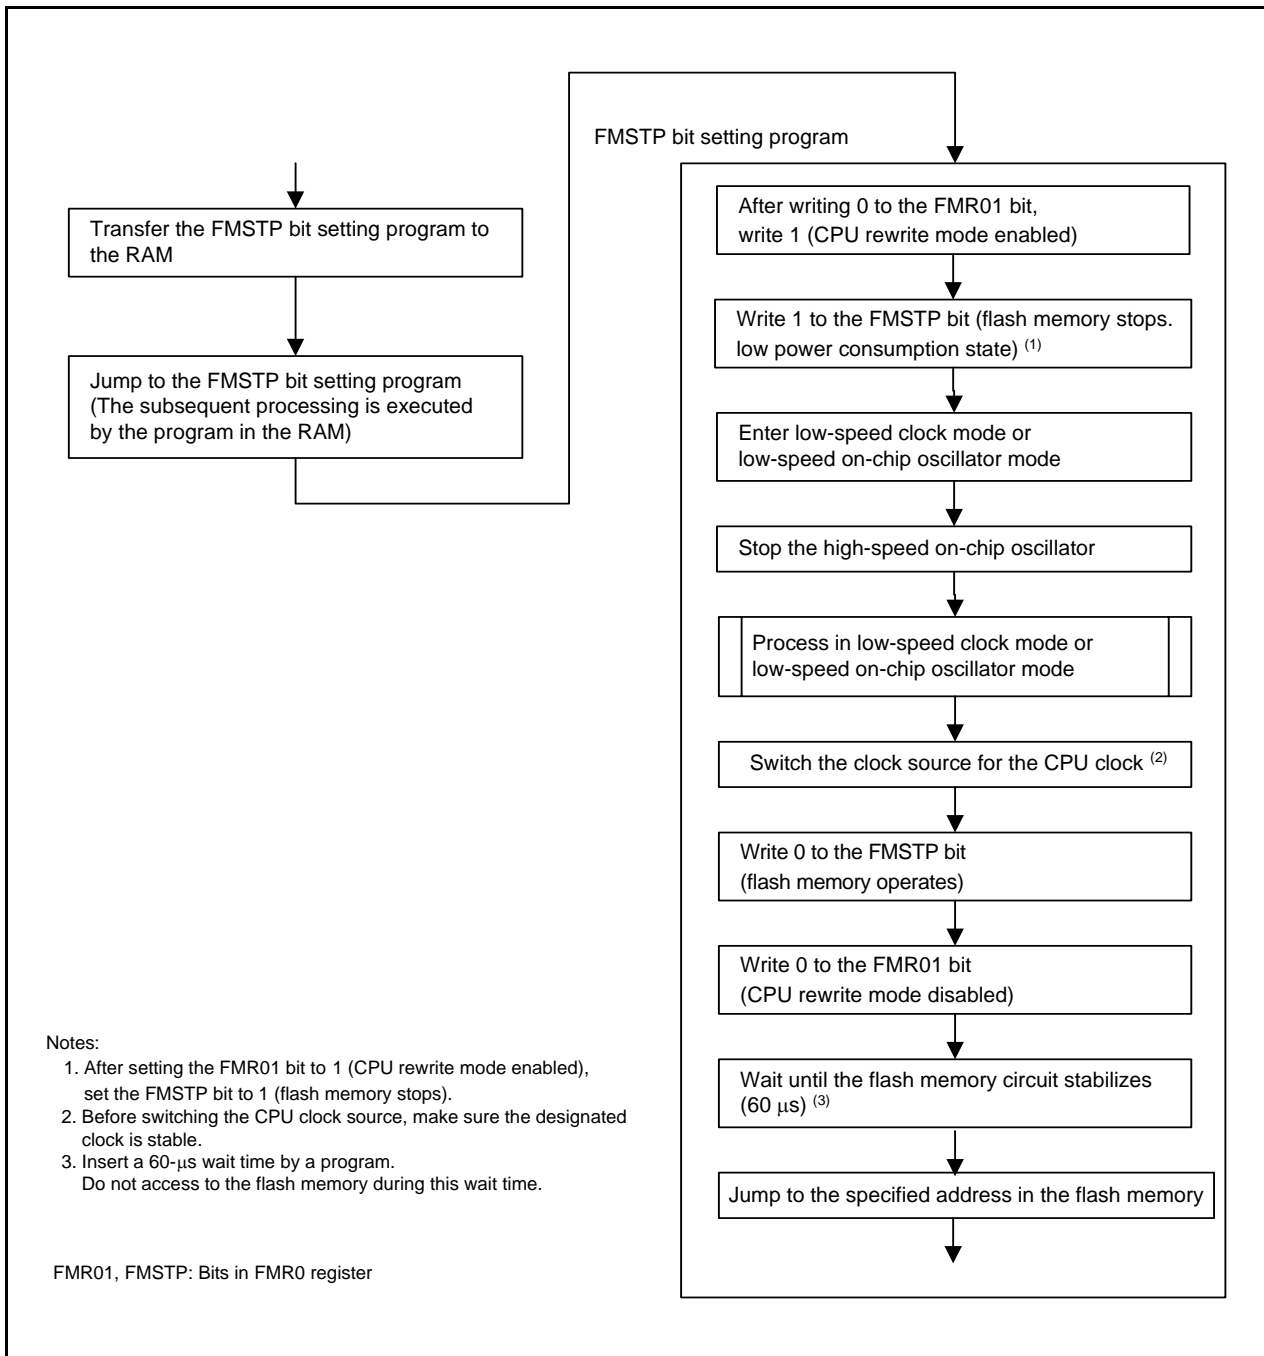 Transfer the FMSTP bit setting program to
the RAM
Jump to the FMSTP bit setting program
(The subsequent processing is executed
by the program in the RAM)
FMSTP bit setting program
After writing 0 to the FMR01 bit,
write 1 (CPU rewrite mode enabled)
Write 1 to the FMSTP bit (flash memory stops.
low power consumption state) (1)
Enter low-speed clock mode or
low-speed on-chip oscillator mode
Stop the high-speed on-chip oscillator
Process in low-speed clock mode or
low-speed on-chip oscillator mode
Switch the clock source for the CPU clock (2)
Write 0 to the FMSTP bit
(flash memory operates)
Write 0 to the FMR01 bit
(CPU rewrite mode disabled)
Wait until the flash memory circuit stabilizes
(60 μs) (3)
Jump to the specified address in the flash memory
Notes:
1. After setting the FMR01 bit to 1 (CPU rewrite mode enabled),
set the FMSTP bit to 1 (flash memory stops).
2. Before switching the CPU clock source, make sure the designated
clock is stable.
3. Insert a 60-μs wait time by a program.
Do not access to the flash memory during this wait time.
FMR01, FMSTP: Bits in FMR0 register